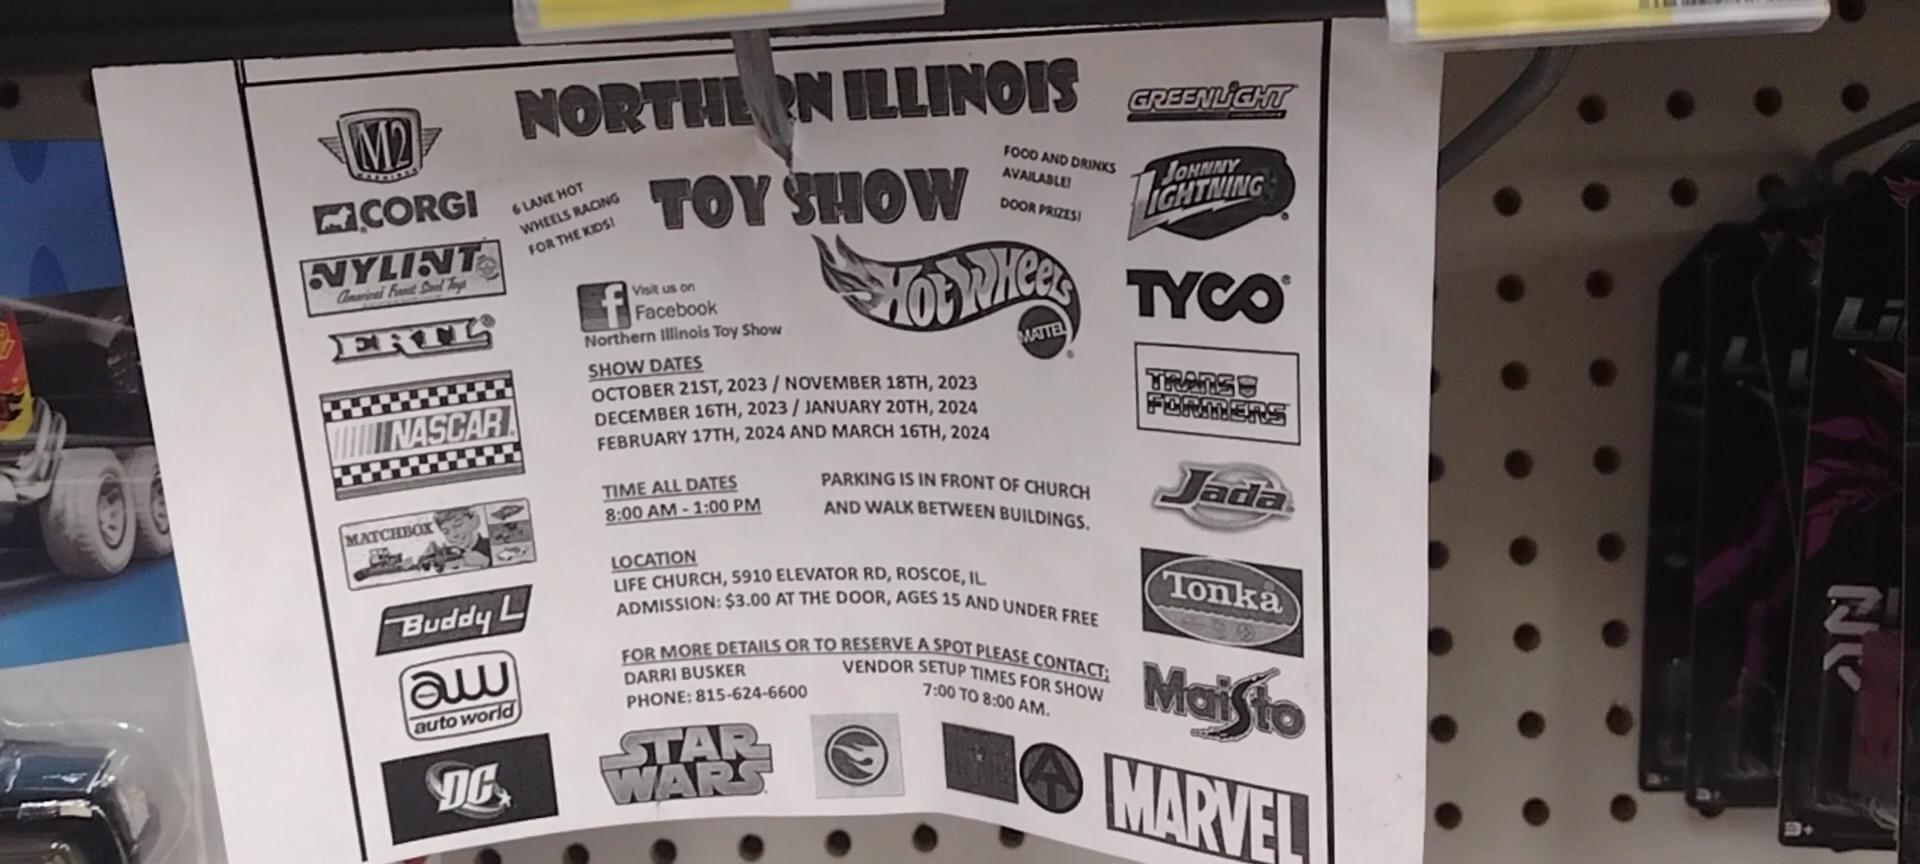 NORTHERN ILLINOIS
TOY SHOW
6 LANE HOT
WHEELS RACING
FOR THE KIDS!
FOOD AND DRINKS
AVAILABLE!
DOOR PRIZES!
M2
MACHINES
CORGI
NYLINT
America's Finest Steel Toys
ERTL
NASCAR
MATCHBOX
Buddy L
aw
auto world
DC
GREENLIGHT
JOHNNY
LIGHTNING
TYCO
TRANS
FORMERS
Jada
Tonka
Maisto
MARVEL
f
Visit us on
Facebook
Northern Illinois Toy Show
Hot Wheels
MATTEL
SHOW DATES
OCTOBER 21ST, 2023 / NOVEMBER 18TH, 2023
DECEMBER 16TH, 2023 / JANUARY 20TH, 2024
FEBRUARY 17TH, 2024 AND MARCH 16TH, 2024
TIME ALL DATES
8:00 AM - 1:00 PM
PARKING IS IN FRONT OF CHURCH
AND WALK BETWEEN BUILDINGS.
LOCATION
LIFE CHURCH, 5910 ELEVATOR RD, ROSCOE, IL
ADMISSION: $3.00 AT THE DOOR, AGES 15 AND UNDER FREE
FOR MORE DETAILS OR TO RESERVE A SPOT PLEASE CONTACT;
DARRI BUSKER
PHONE: 815-624-6600
VENDOR SETUP TIMES FOR SHOW
7:00 TO 8:00 AM.
STAR
WARS